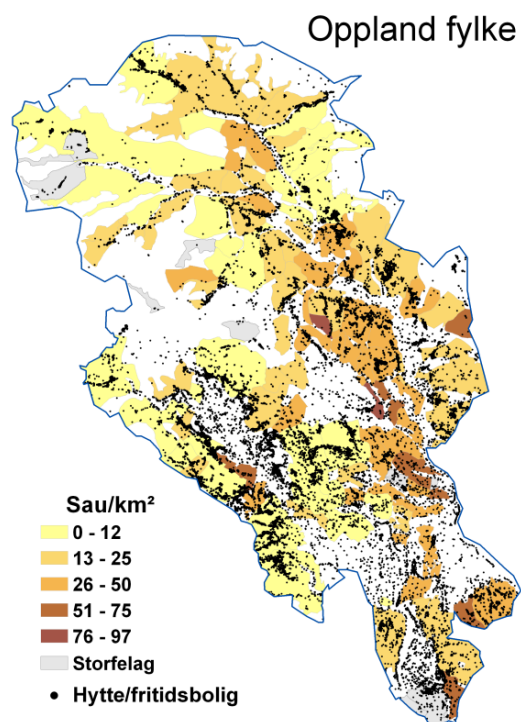 Oppland fylke
Sau/km²
0 - 12
13 - 25
26 - 50
51 - 75
76 - 97
Storfelag
Hytte/fritidsbolig